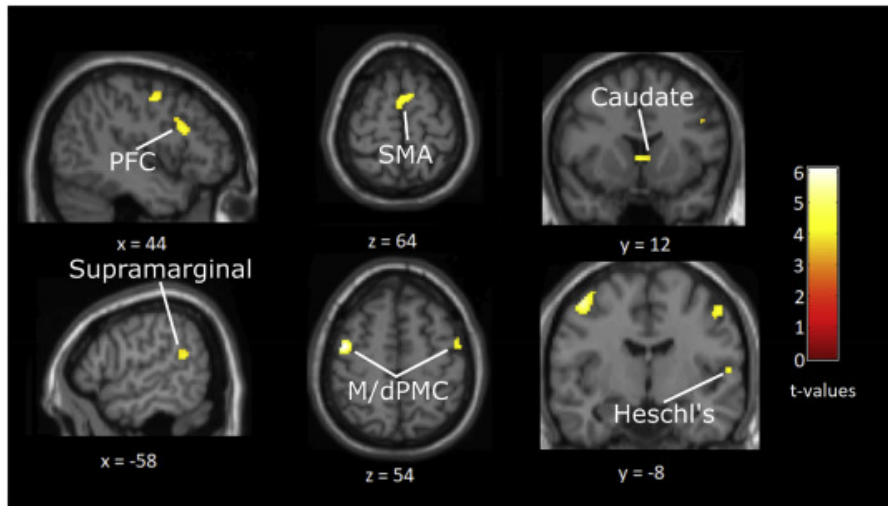 PFC
SMA
Caudate
x = 44
z = 64
y = 12
Supramarginal
M/dPMC
Heschl's
x = -58
z = 54
y = -8
6
5
4
3
2
1
0
t-values